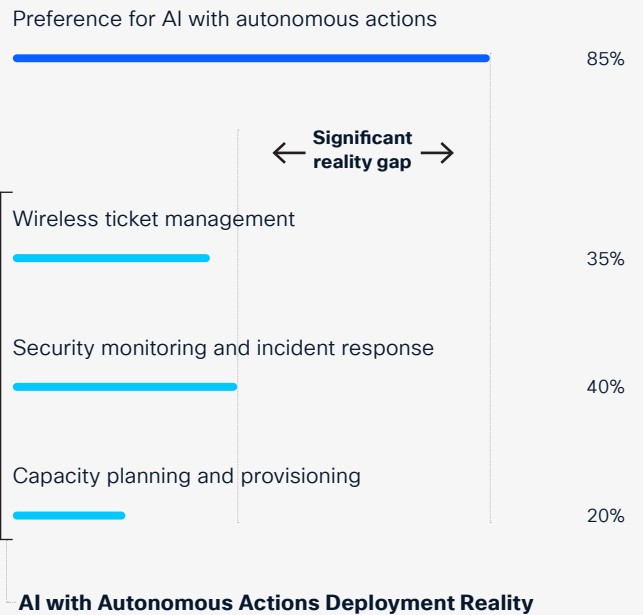 Preference for AI with autonomous actions
85%
Significant
reality gap
Wireless ticket management
35%
Security monitoring and incident response
40%
Capacity planning and provisioning
20%
AI with Autonomous Actions Deployment Reality